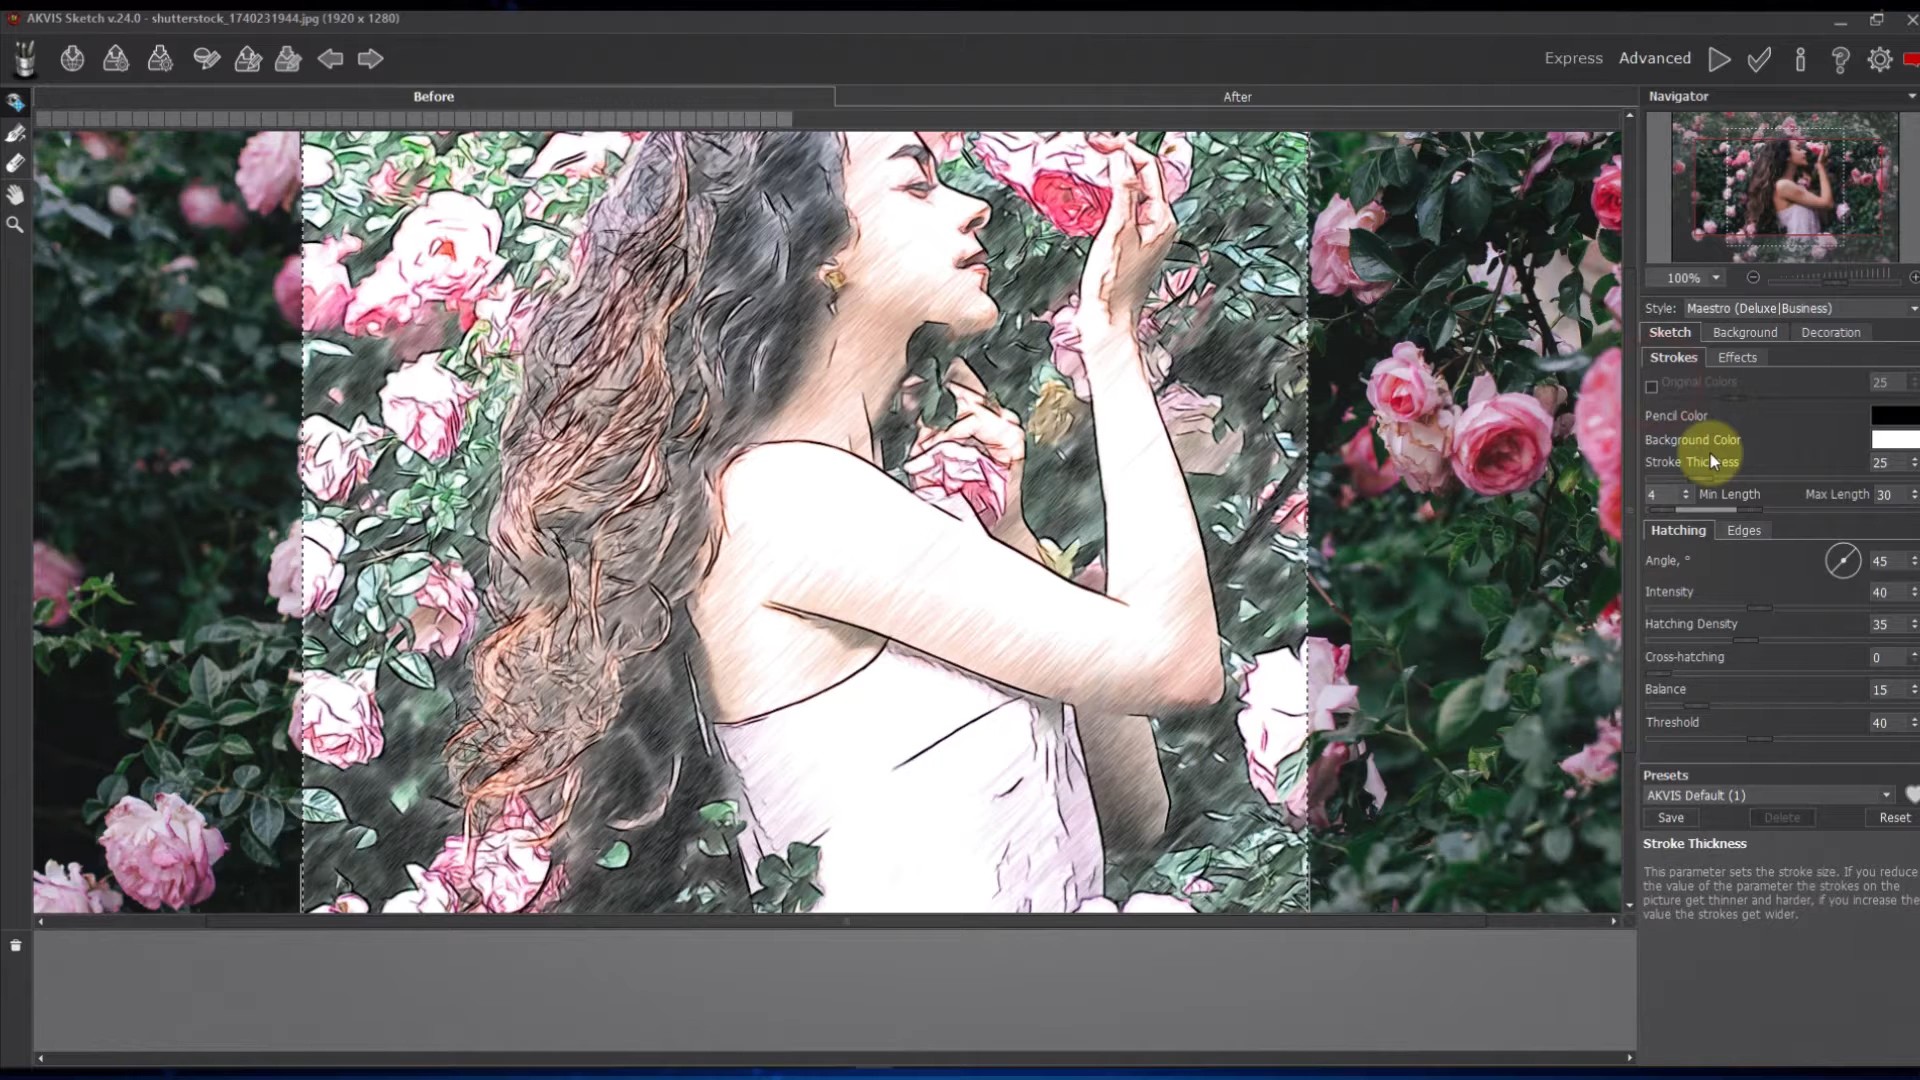 AKVIS Sketch v.24.0 - shutterstock_1740231944.jpg (1920 x 1280)
Express Advanced
Before After
Navigator
100%
Style: Maestro (Deluxe|Business)
Sketch Background Decoration
Strokes Effects
Original Colors 25
Pencil Color
Background Color
Stroke Thickness 25
4 Min Length Max Length 30
Hatching Edges
Angle, ° 45
Intensity 40
Hatching Density 35
Cross-hatching 0
Balance 15
Threshold 40
Presets
AKVIS Default (1)
Save Delete Reset
Stroke Thickness
This parameter sets the stroke size. If you reduce
the value of the parameter the strokes on the
picture get thinner and harder, if you increase the
value the strokes get wider.